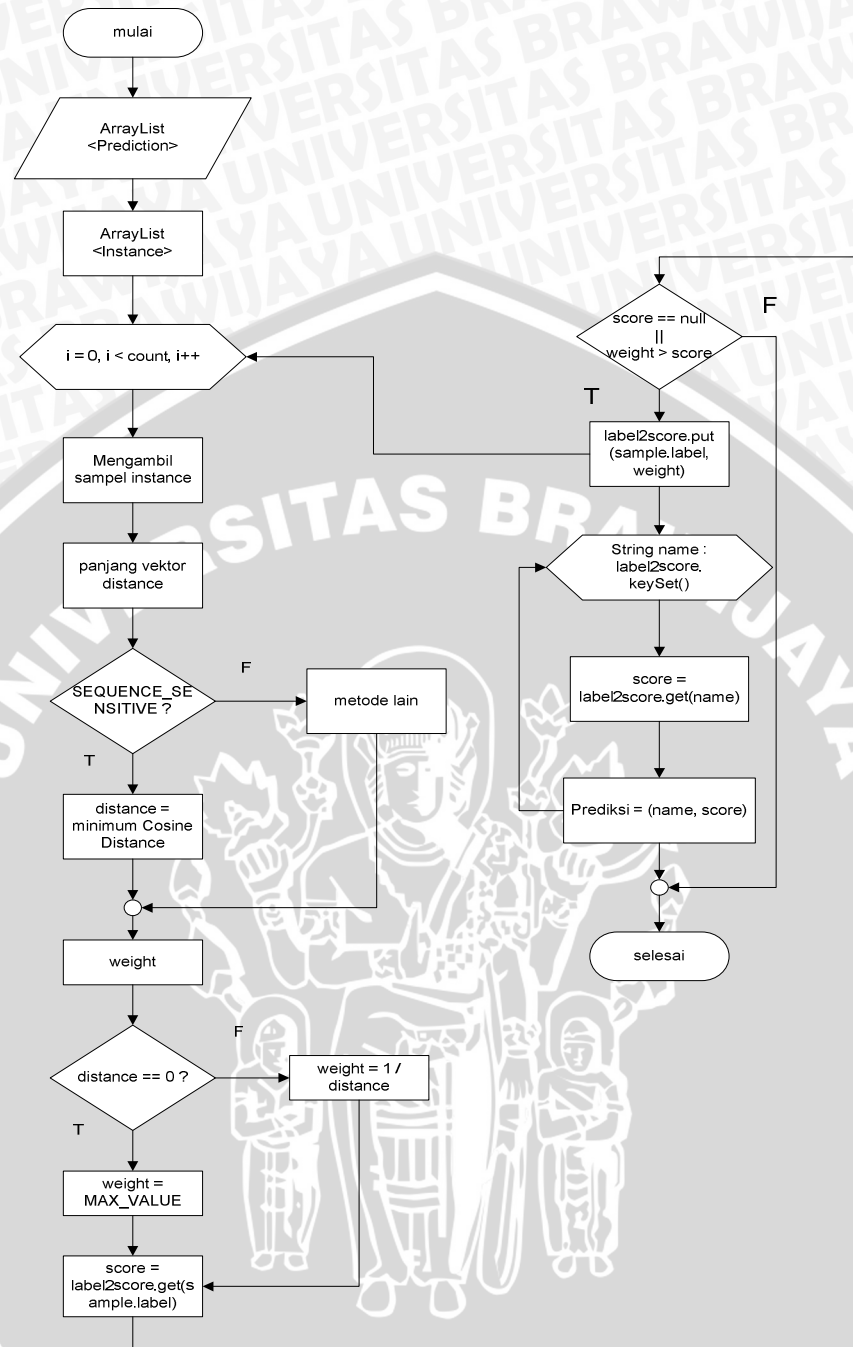 mulai
ArrayList
<Prediction>
ArrayList
<Instance>
i = 0, i < count, i++
Mengambil
sampel instance
panjang vektor
distance
SEQUENCE_SE
NSITIVE ?
F
metode lain
T
distance =
minimum Cosine
Distance
weight
distance == 0 ?
F
weight = 1 /
distance
T
weight =
MAX_VALUE
score =
label2score.get(s
ample.label)
score == null
||
weight > score
F
T
label2score.put
(sample.label,
weight)
String name :
label2score.
keySet()
score =
label2score.get(name)
Prediksi = (name, score)
selesai
UNIVERSITAS BRAWIJAYA